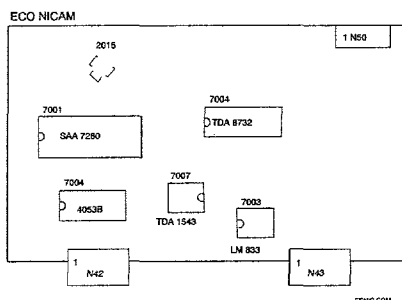 ECO NICAM
1 N50
2015
7001
7004
SAA 7280
TDA 8732
7004
7007
4053B
7003
TDA 1543
LM 833
1
N42
1
N43